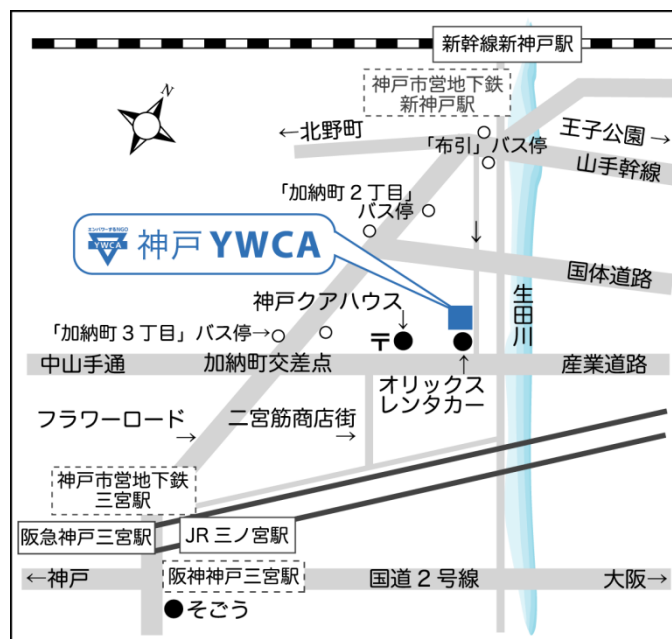 新幹線新神戸駅
神戸市営地下鉄
新神戸駅
N
←北野町
王子公園→
「布引」バス停
山手幹線
「加納町２丁目」
バス停
エンパワーするNGO
YWCA
神戸 YWCA
国体道路
生田川
神戸クアハウス
「加納町３丁目」バス停→
〒
中山手通
加納町交差点
産業道路
オリックス
レンタカー
フラワーロード
二宮筋商店街
神戸市営地下鉄
三宮駅
阪急神戸三宮駅
JR 三ノ宮駅
←神戸
阪神神戸三宮駅
国道２号線
大阪→
そごう